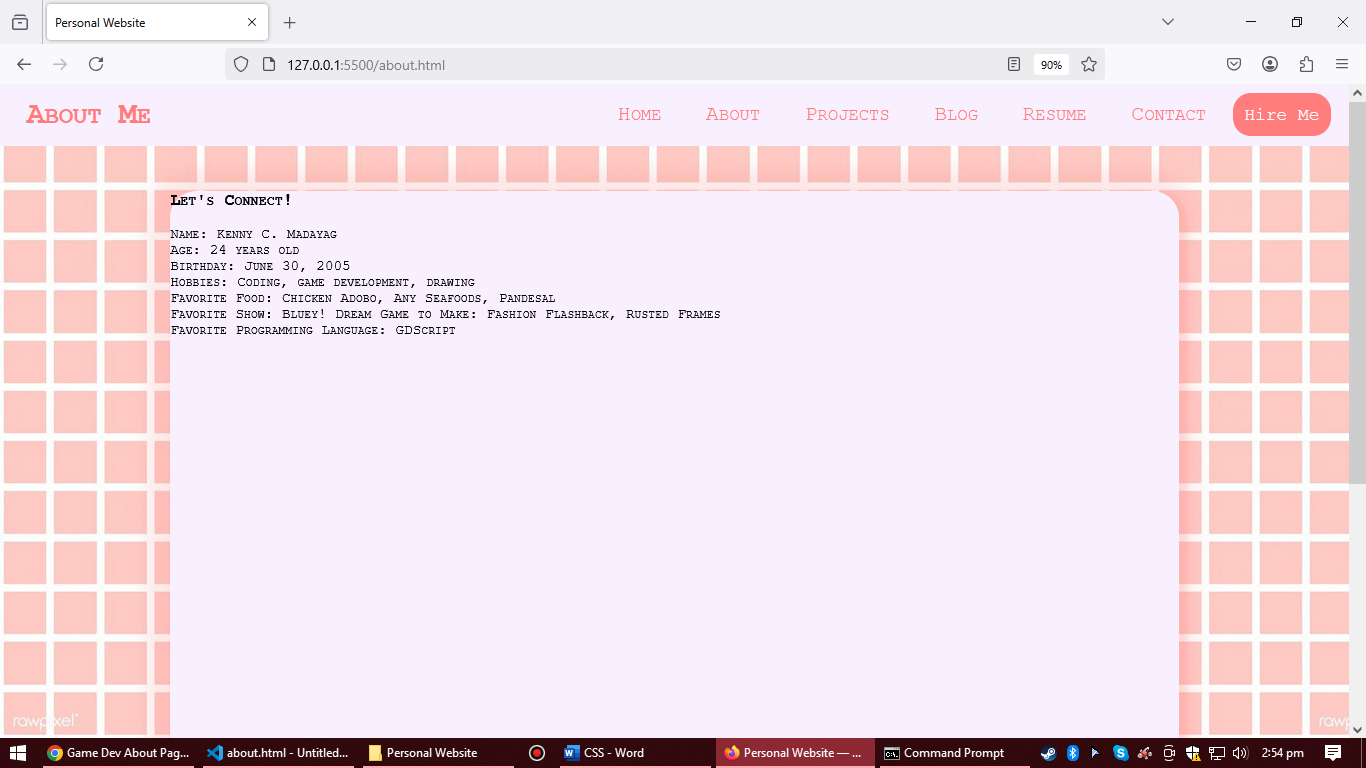 Personal Website
127.0.0.1:5500/about.html
90%
About Me
Home
About
Projects
Blog
Resume
Contact
Hire Me
Let's Connect!
Name: Kenny C. Madayag
Age: 24 years old
Birthday: June 30, 2005
Hobbies: Coding, game development, drawing
Favorite Food: Chicken Adobo, Any Seafoods, Pandesal
Favorite Show: Bluey! Dream Game to Make: Fashion Flashback, Rusted Frames
Favorite Programming Language: GDScript
rawpixel
rawp
Game Dev About Pag...
about.html - Untitled...
Personal Website
CSS - Word
Personal Website — ...
Command Prompt
2:54 pm